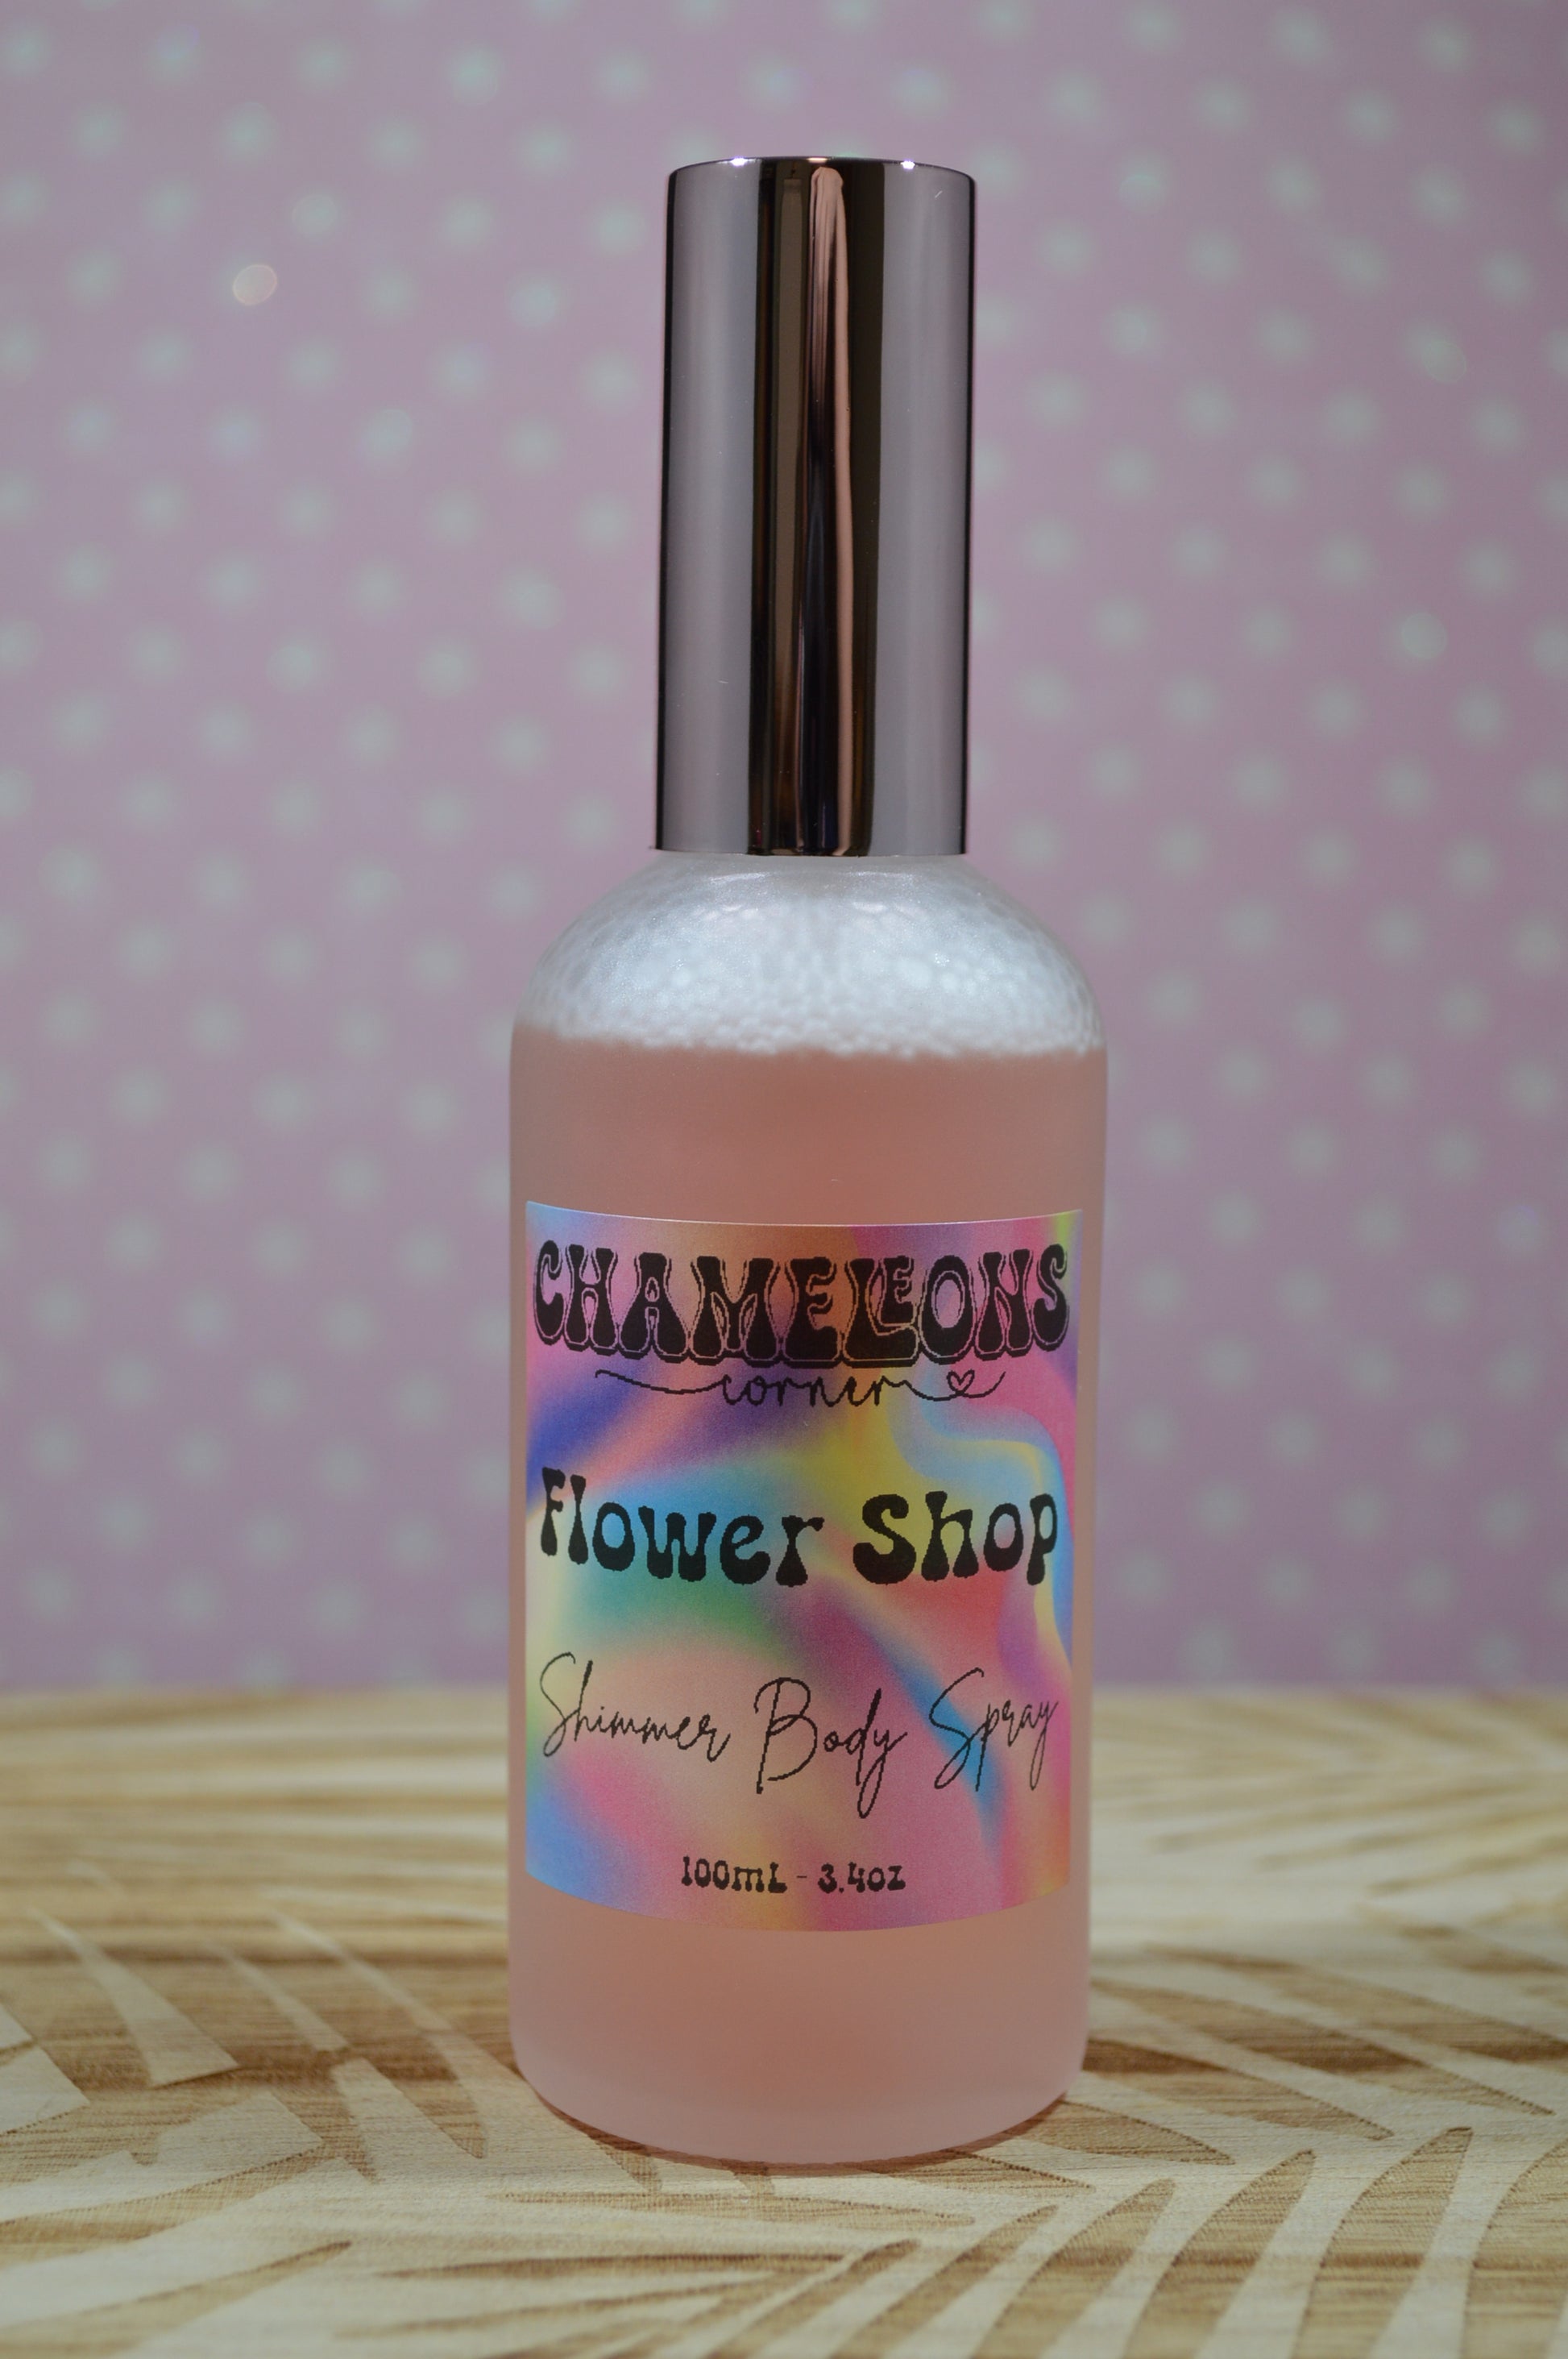 CHAMELEONS
corner
Flower Shop
Shimmer Body Spray
100mL - 3.4oz